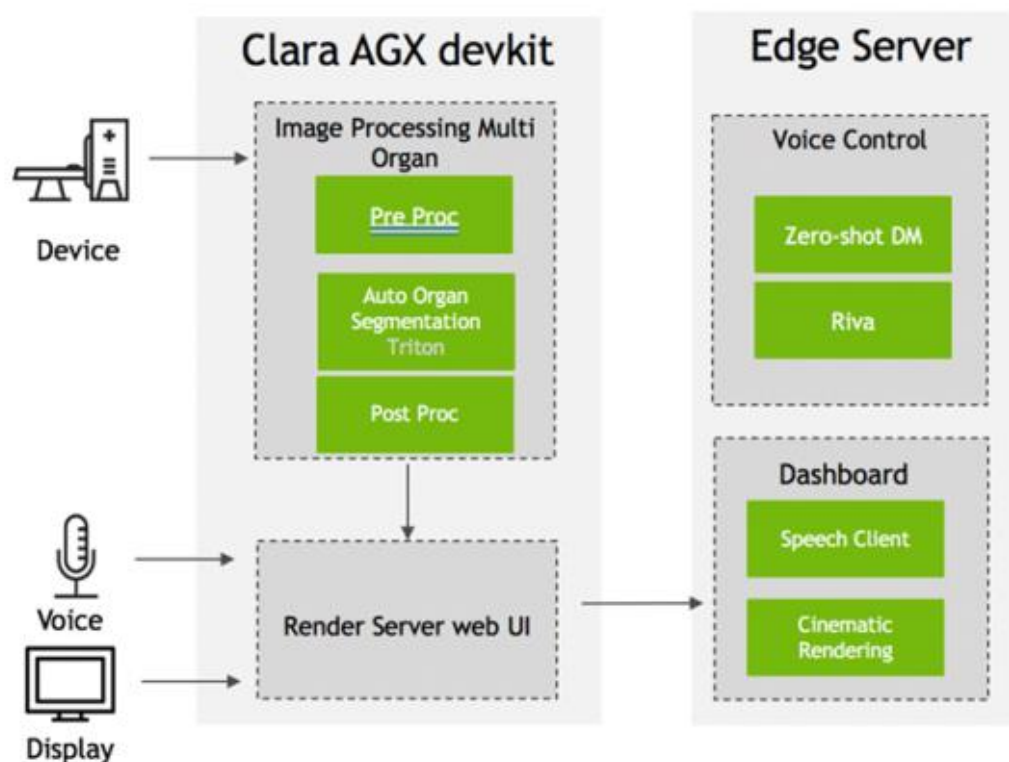 Clara AGX devkit
Image Processing Multi
Organ
Pre Proc
Auto Organ
Segmentation
Triton
Post Proc
Render Server web UI
Device
Voice
Display
Edge Server
Voice Control
Zero-shot DM
Riva
Dashboard
Speech Client
Cinematic
Rendering